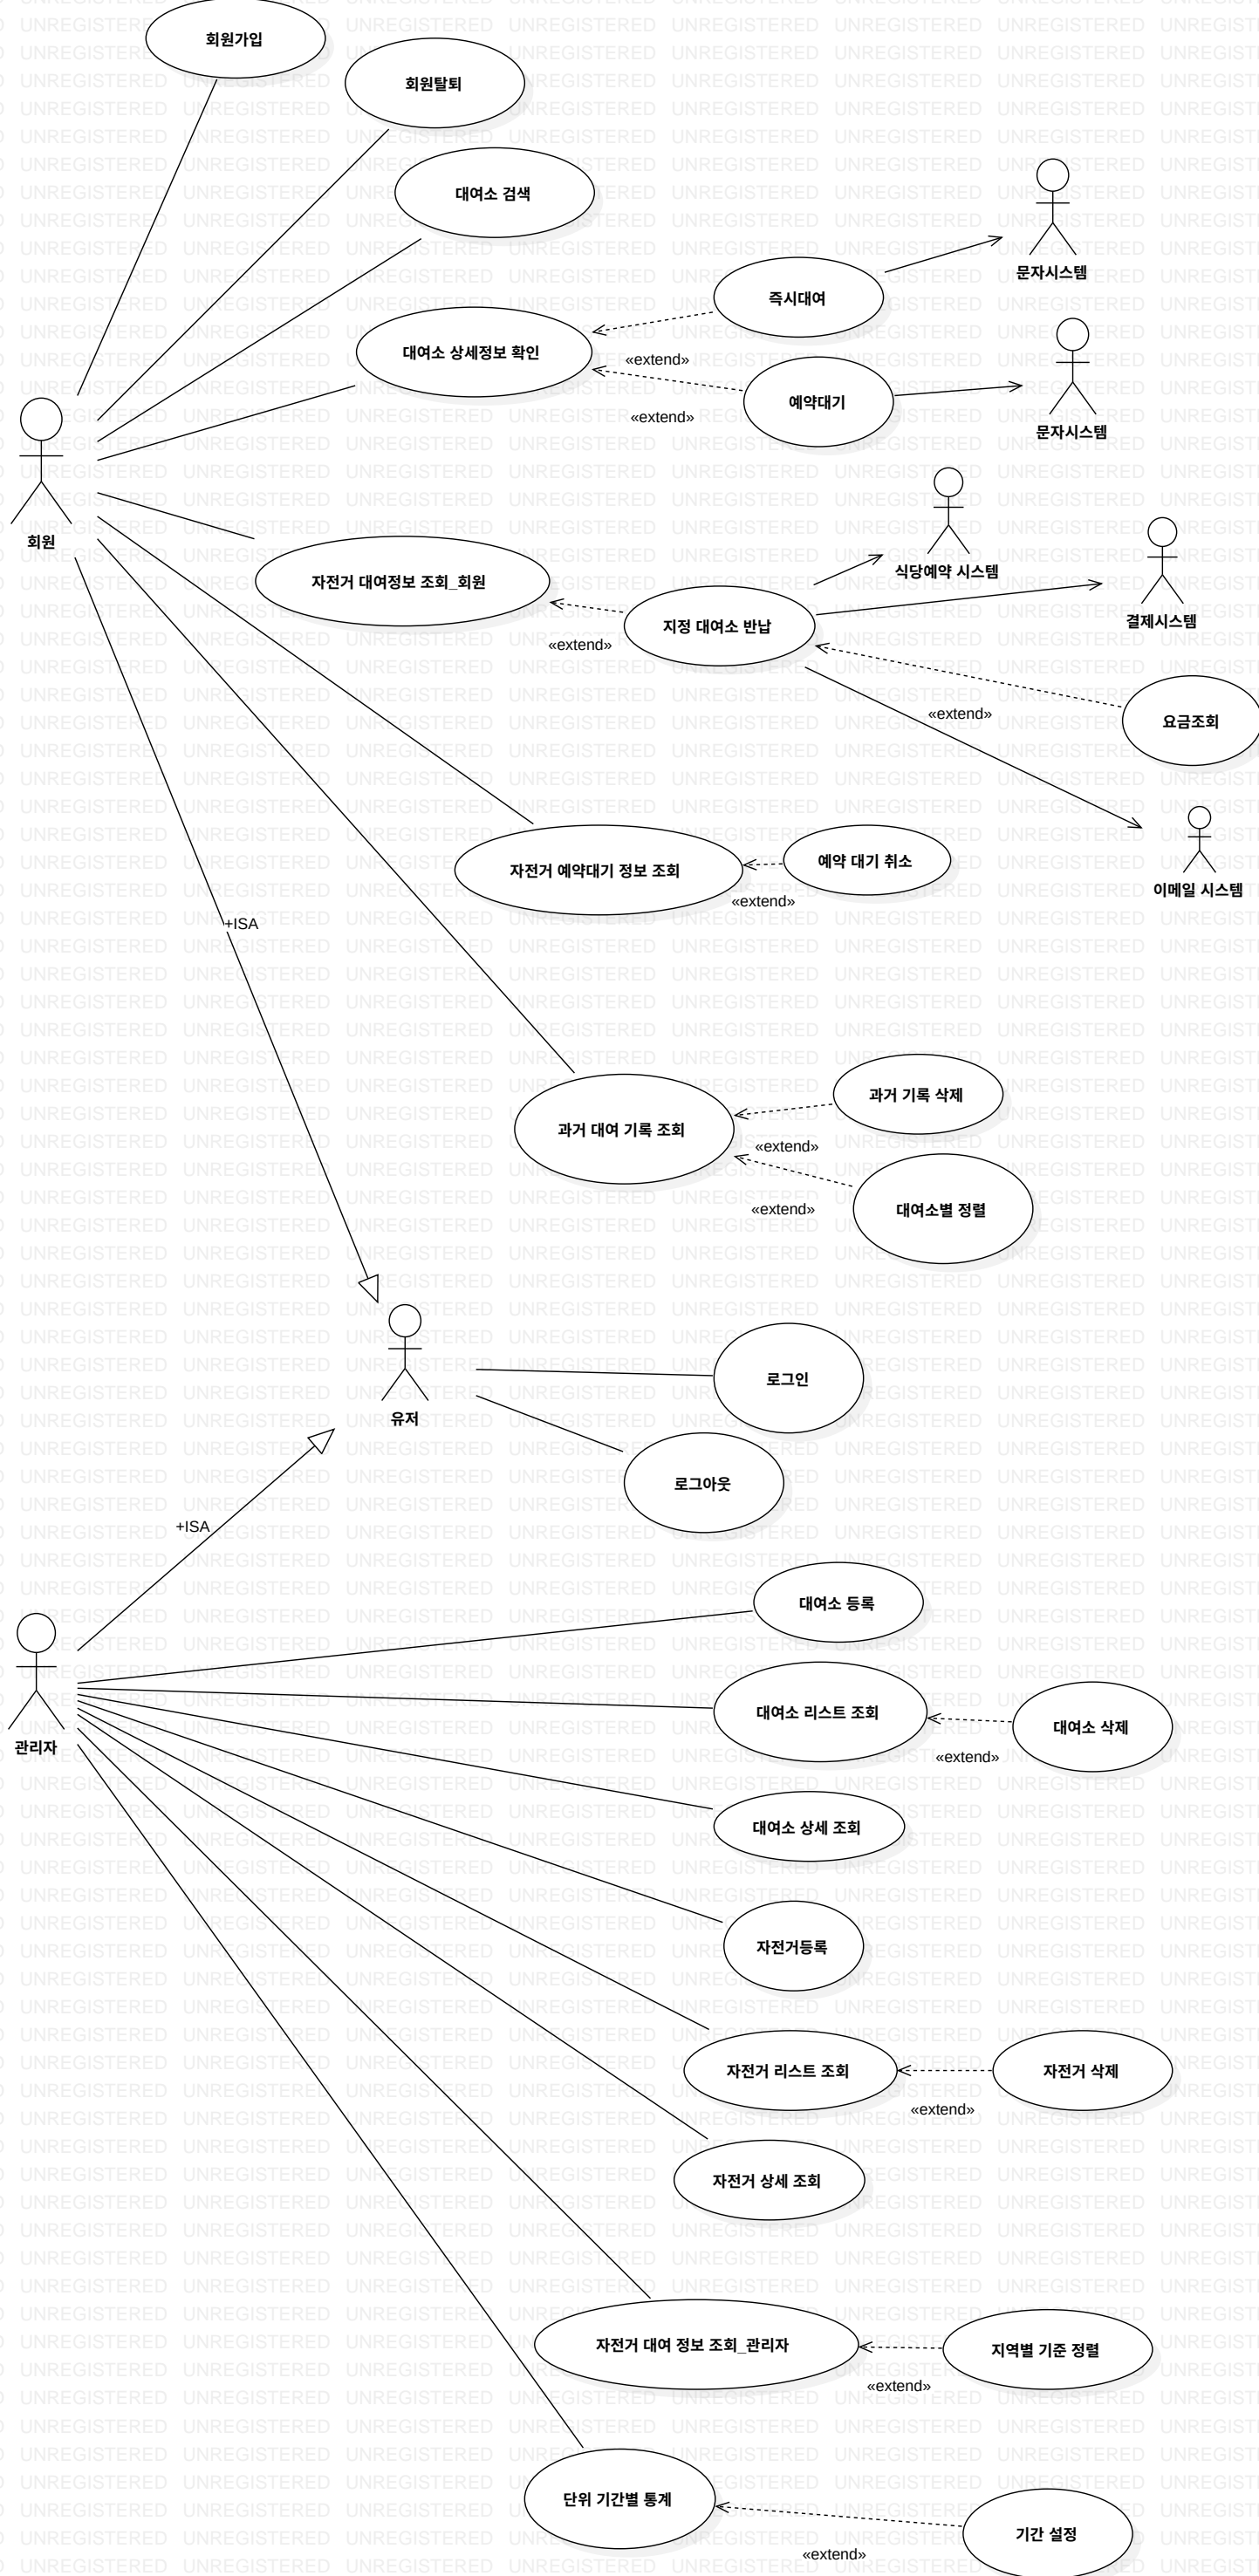 회원가입
회원탈퇴
대여소 검색
문자시스템
즉시대여
대여소 상세정보 확인
«extend»
예약대기
«extend»
문자시스템
회원
식당예약 시스템
자전거 대여정보 조회_회원
지정 대여소 반납
결제시스템
«extend»
«extend»
요금조회
자전거 예약대기 정보 조회
예약 대기 취소
이메일 시스템
«extend»
+ISA
과거 기록 삭제
과거 대여 기록 조회
«extend»
«extend»
대여소별 정렬
로그인
유저
로그아웃
+ISA
대여소 등록
대여소 리스트 조회
대여소 삭제
관리자
«extend»
대여소 상세 조회
자전거등록
자전거 리스트 조회
자전거 삭제
«extend»
자전거 상세 조회
자전거 대여 정보 조회_관리자
지역별 기준 정렬
«extend»
단위 기간별 통계
기간 설정
«extend»
UNREGISTERED